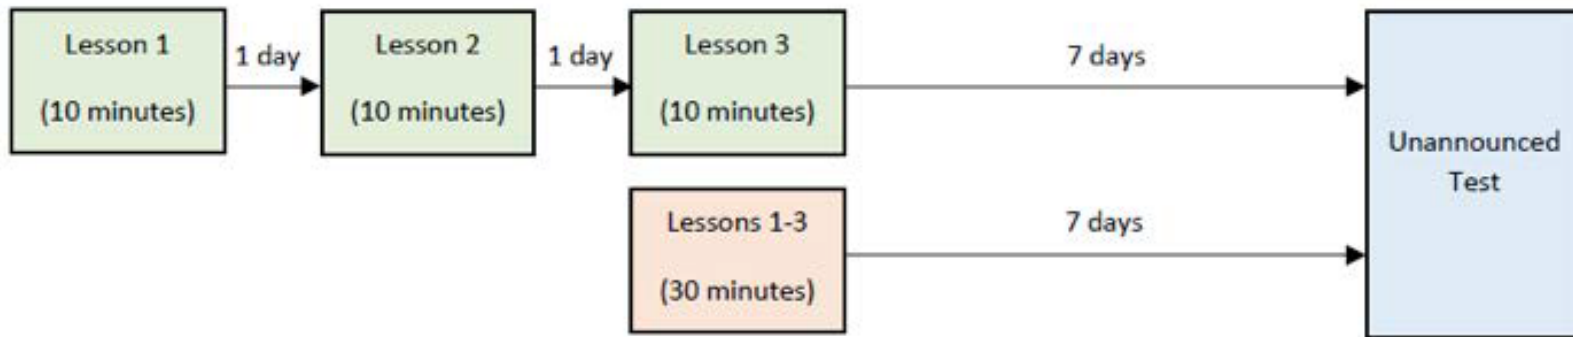 Lesson 1
(10 minutes)
1 day
Lesson 2
(10 minutes)
1 day
Lesson 3
(10 minutes)
7 days
Lessons 1-3
(30 minutes)
7 days
Unannounced
Test